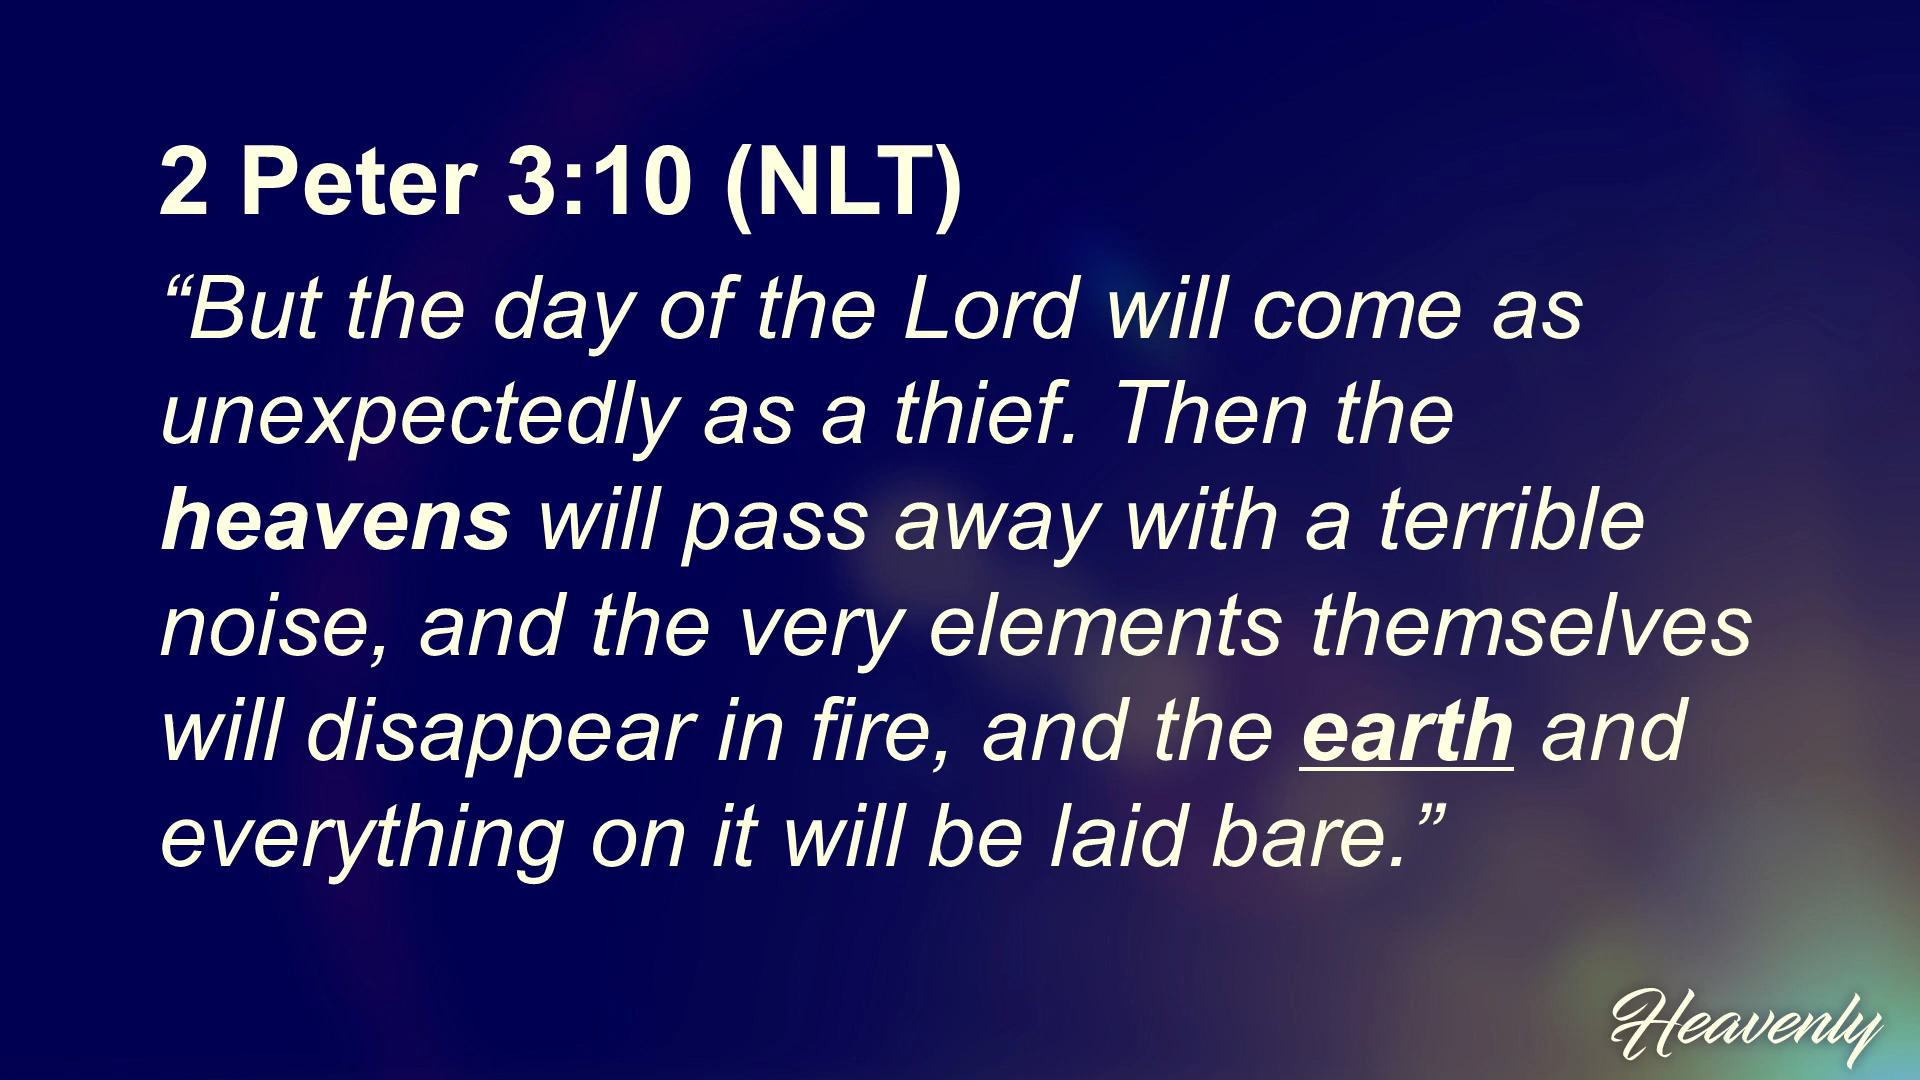 2 Peter 3:10 (NLT)
“But the day of the Lord will come as
unexpectedly as a thief. Then the
heavens will pass away with a terrible
noise, and the very elements themselves
will disappear in fire, and the earth and
everything on it will be laid bare.”
Heavenly